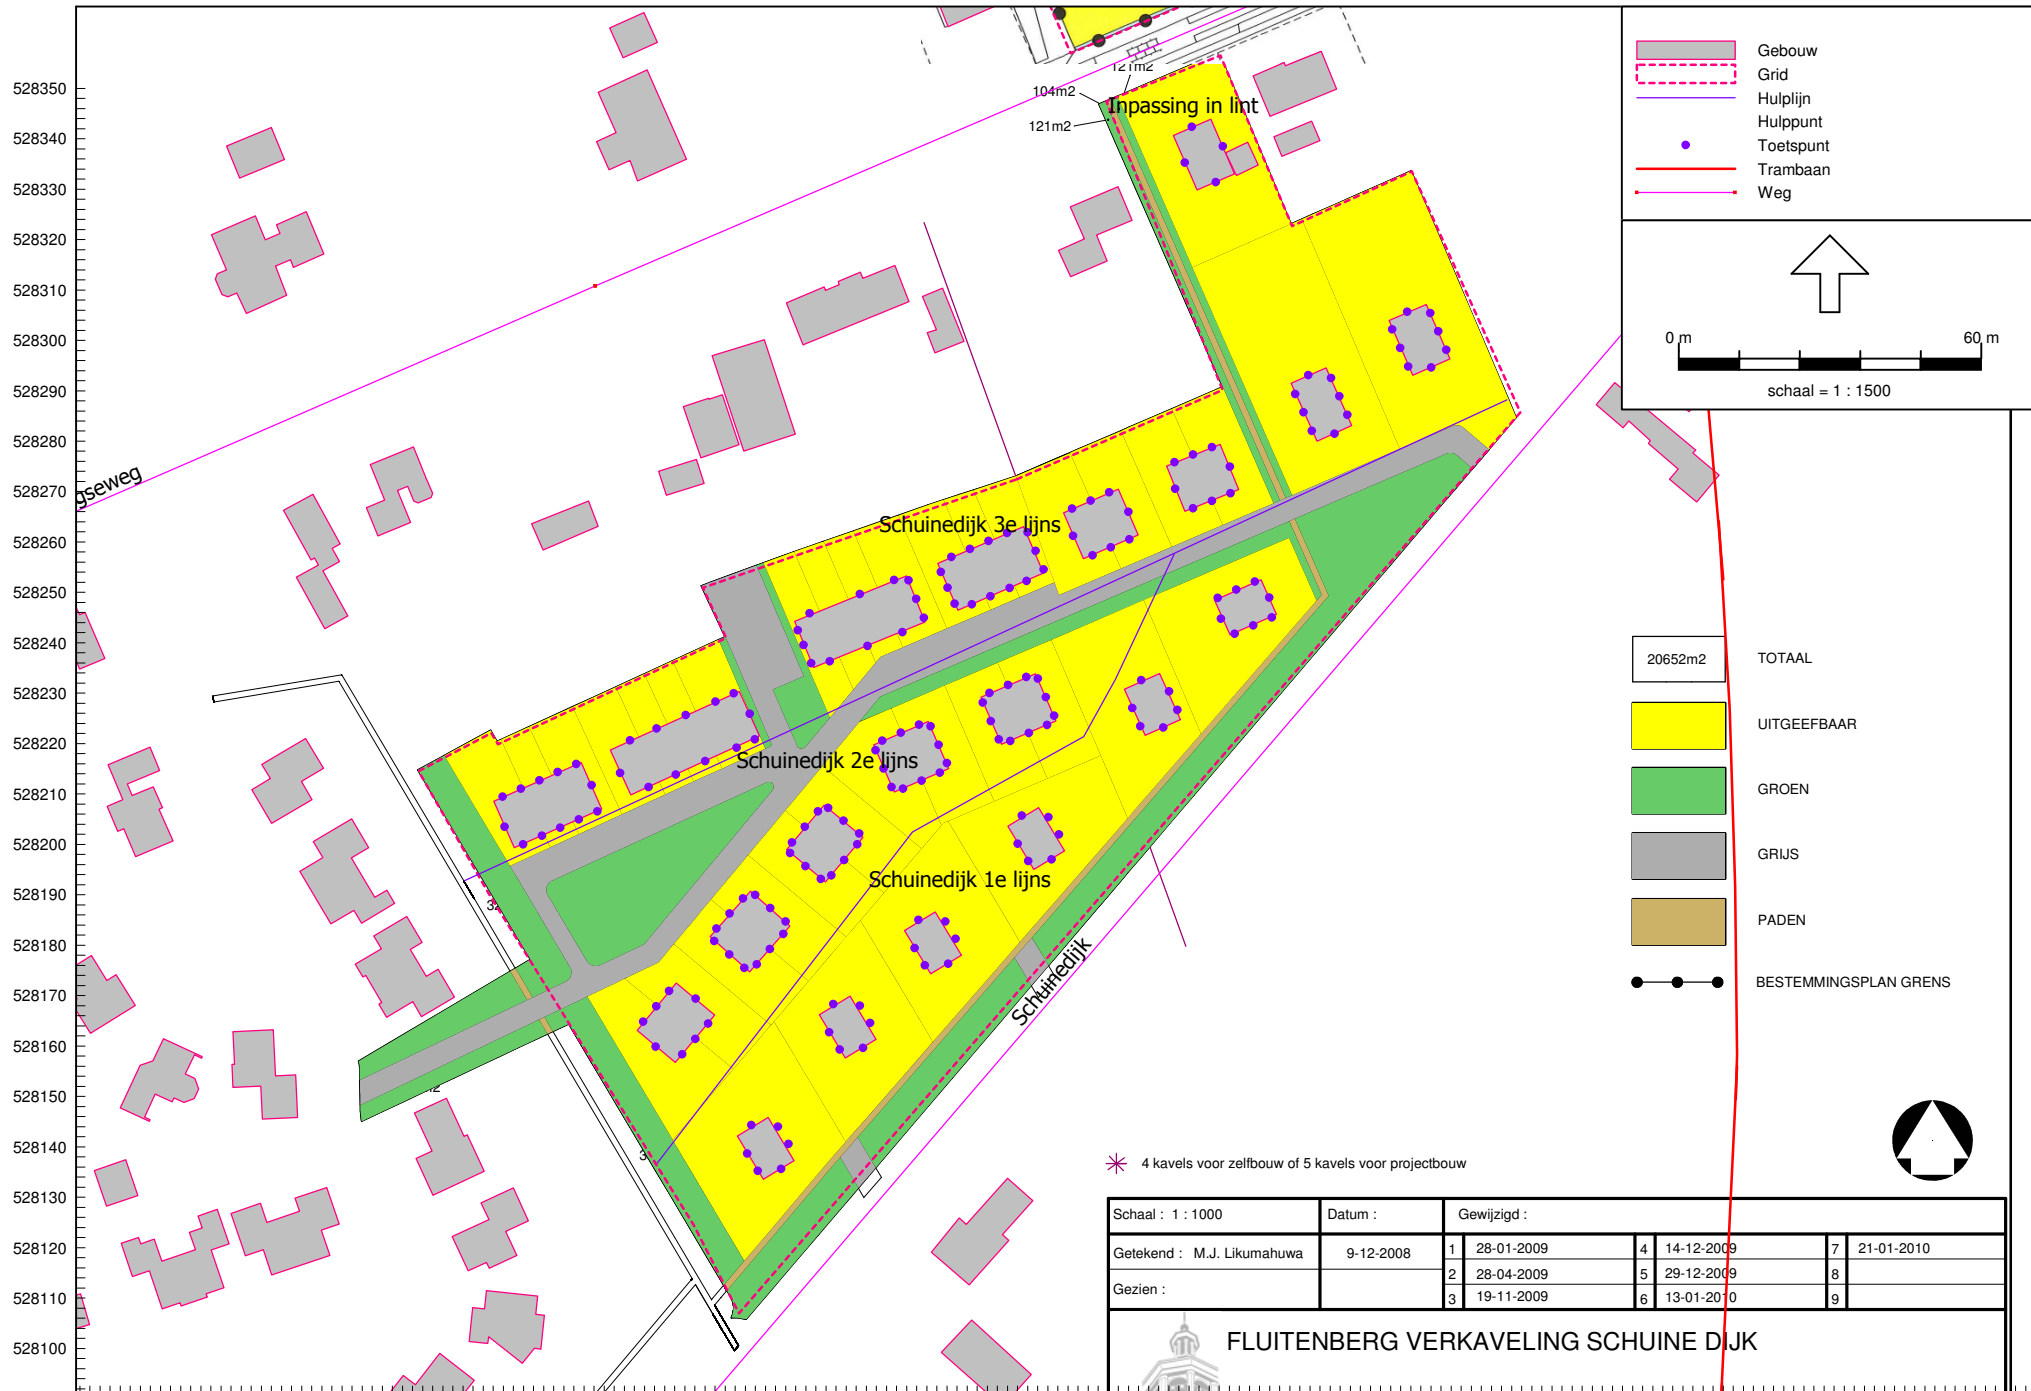 Gebouw
Grid
Hulplijn
Hulppunt
Toetspunt
Trambaan
Weg
0 m 60 m
schaal = 1 : 1500
528350
528340
528330
528320
528310
528300
528290
528280
528270
528260
528250
528240
528230
528220
528210
528200
528190
528180
528170
528160
528150
528140
528130
528120
528110
528100
121m2
104m2
121m2
Inpassing in lint
gseweg
Schuinedijk 3e lijns
Schuinedijk 2e lijns
Schuinedijk 1e lijns
Schuinedijk
20652m2 TOTAAL
UITGEEFBAAR
GROEN
GRIJS
PADEN
BESTEMMINGSPLAN GRENS
4 kavels voor zelfbouw of 5 kavels voor projectbouw
Schaal : 1 : 1000 Datum : Gewijzigd :
Getekend : M.J. Likumahuwa 9-12-2008 1 28-01-2009 4 14-12-2009 7 21-01-2010
2 28-04-2009 5 29-12-2009 8
Gezien : 3 19-11-2009 6 13-01-2010 9
FLUITENBERG VERKAVELING SCHUINE DIJK